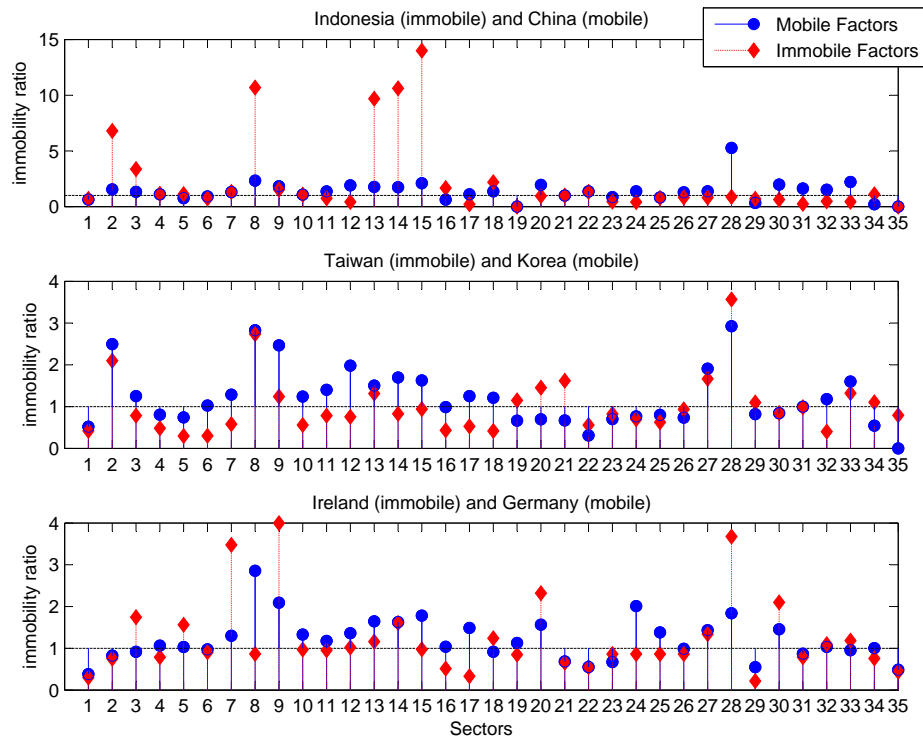 Indonesia (immobile) and China (mobile)
Mobile Factors
Immobile Factors
immobility ratio
15
10
5
0
1 2 3 4 5 6 7 8 9 10 11 12 13 14 15 16 17 18 19 20 21 22 23 24 25 26 27 28 29 30 31 32 33 34 35
Taiwan (immobile) and Korea (mobile)
immobility ratio
4
3
2
1
0
1 2 3 4 5 6 7 8 9 10 11 12 13 14 15 16 17 18 19 20 21 22 23 24 25 26 27 28 29 30 31 32 33 34 35
Ireland (immobile) and Germany (mobile)
immobility ratio
4
3
2
1
0
1 2 3 4 5 6 7 8 9 10 11 12 13 14 15 16 17 18 19 20 21 22 23 24 25 26 27 28 29 30 31 32 33 34 35
Sectors